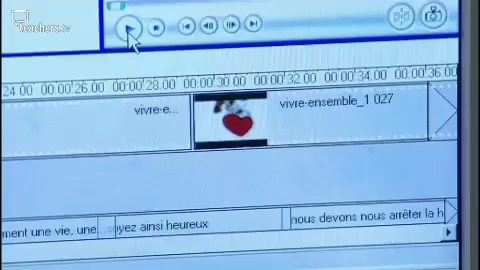 Teachers.tv
24.00 00:00:26.00 00:00:28.00 00:00:30.00 00:00:32.00 00:00:34.00 00:00:36.00
vivre-e... vivre-ensemble_1 027
ment une vie, une... soyez ainsi heureux nous devons nous arrêter la h